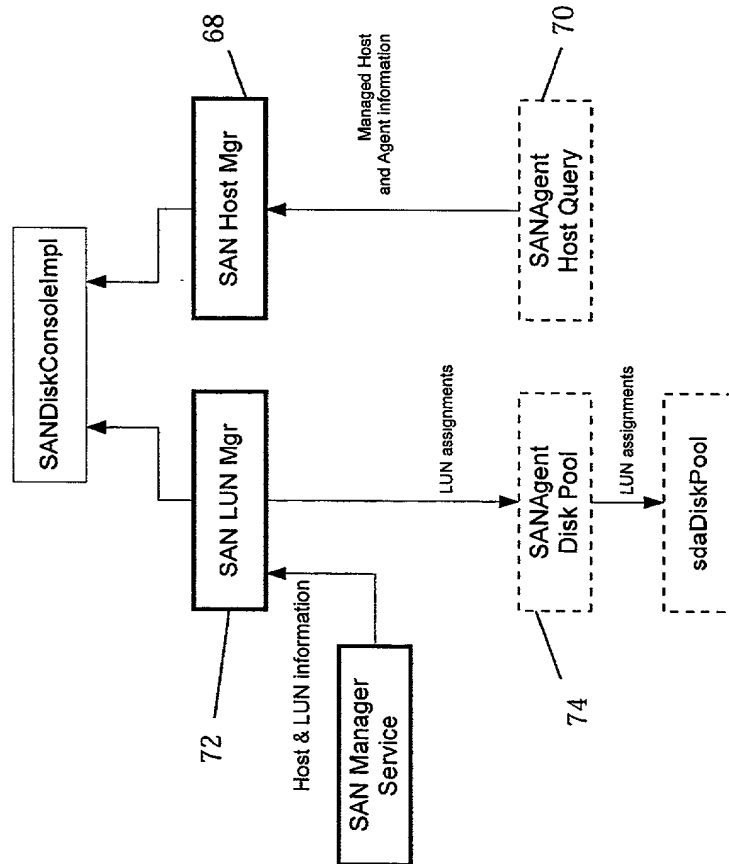 SANDiskConsoleImpl
72
SAN LUN Mgr
SAN Host Mgr
68
Host & LUN information
SAN Manager
Service
LUN assignments
Managed Host
and Agent information
74
SANAgent
Disk Pool
SANAgent
Host Query
70
LUN assignments
sdaDiskPool